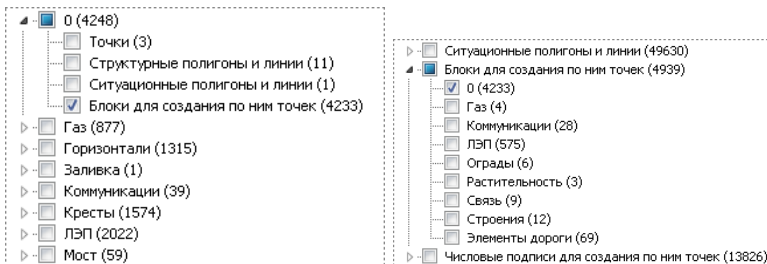 0 (4248)
Точки (3)
Структурные полигоны и линии (11)
Ситуационные полигоны и линии (1)
Блоки для создания по ним точек (4233)
Газ (877)
Горизонтали (1315)
Заливка (1)
Коммуникации (39)
Кресты (1574)
ЛЭП (2022)
Мост (59)
Ситуационные полигоны и линии (49630)
Блоки для создания по ним точек (4939)
0 (4233)
Газ (4)
Коммуникации (28)
ЛЭП (575)
Ограды (6)
Растительность (3)
Связь (9)
Строения (12)
Элементы дороги (69)
Числовые подписи для создания по ним точек (13826)